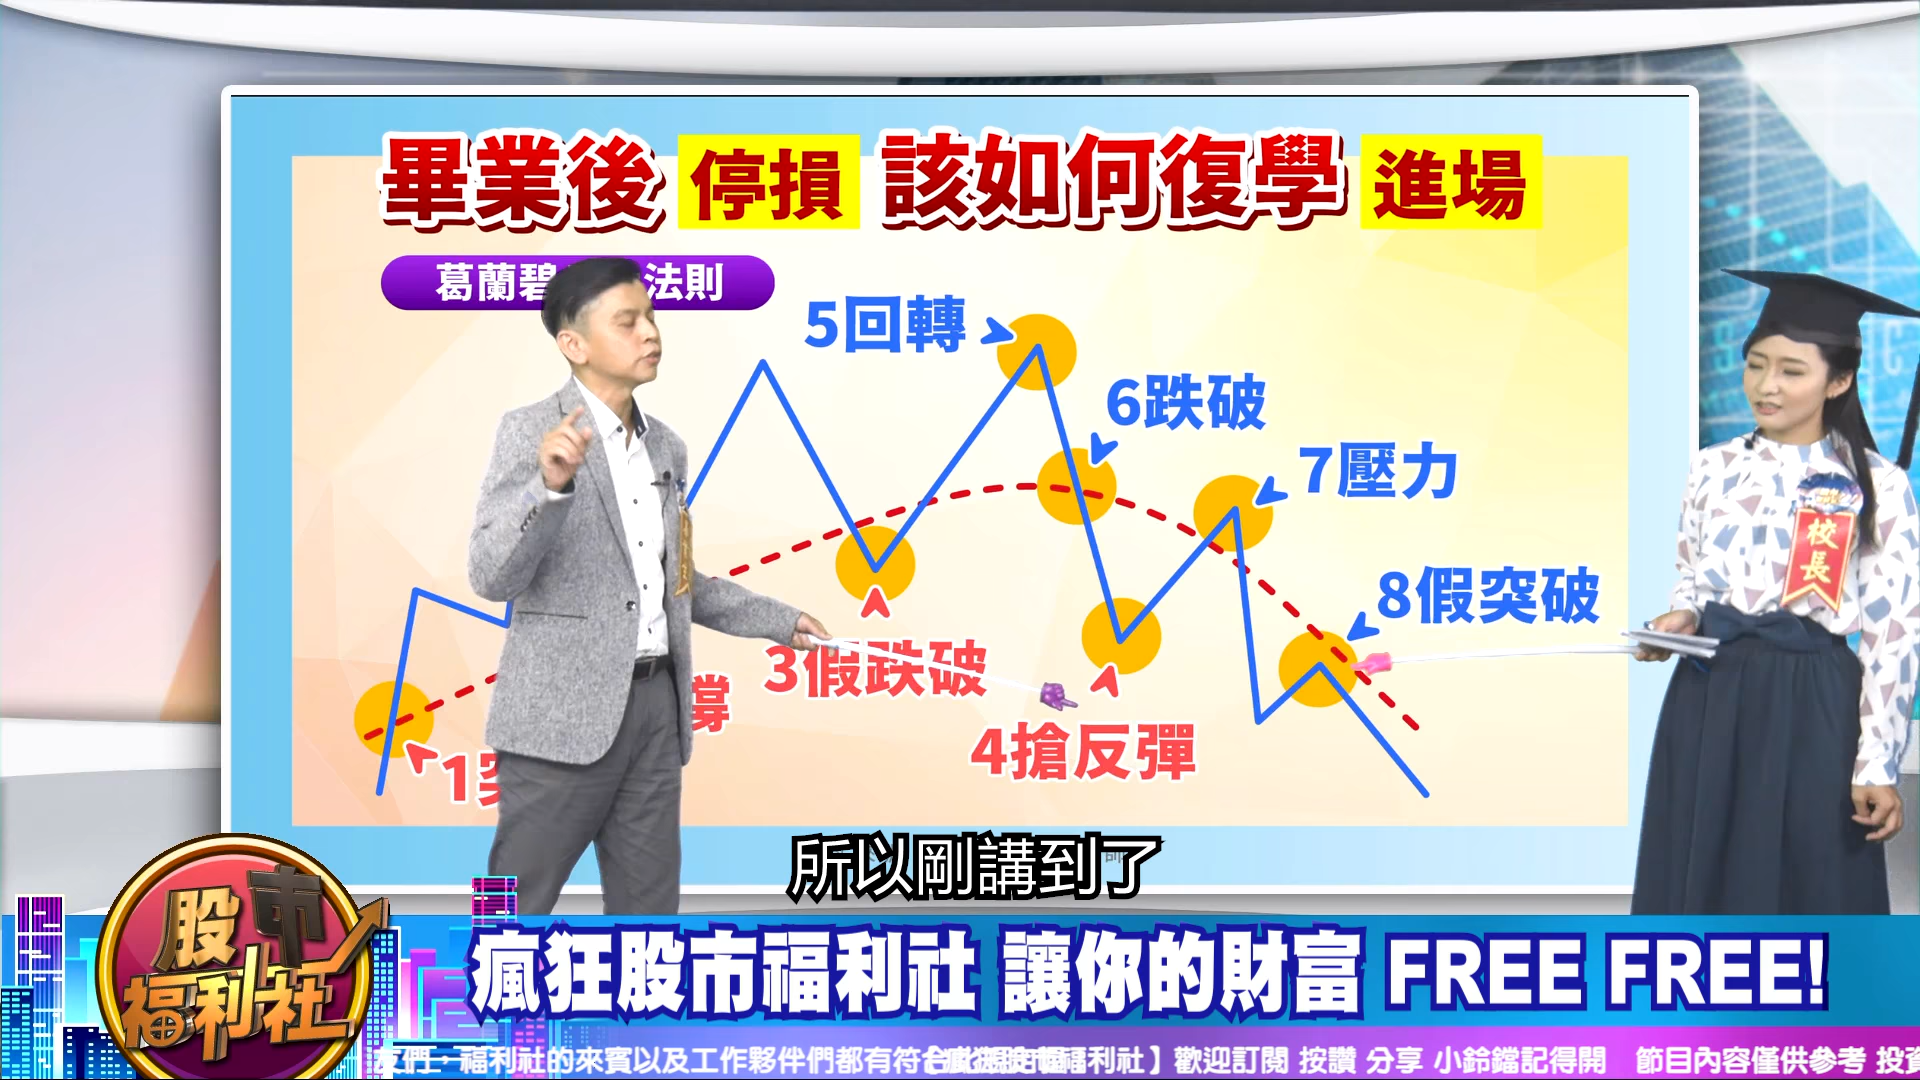 畢業後 停損 該如何復學 進場
葛蘭碧 法則
5回轉
6跌破
7壓力
8假突破
校長
3假跌破
撐
4搶反彈
1突
所以剛講到了
股市
福利社
瘋狂股市福利社 讓你的財富 FREE FREE!
友們，福利社的來賓以及工作夥伴們都有符合 福利社】歡迎訂閱 按讚 分享 小鈴鐺記得開 節目內容僅供參考 投資